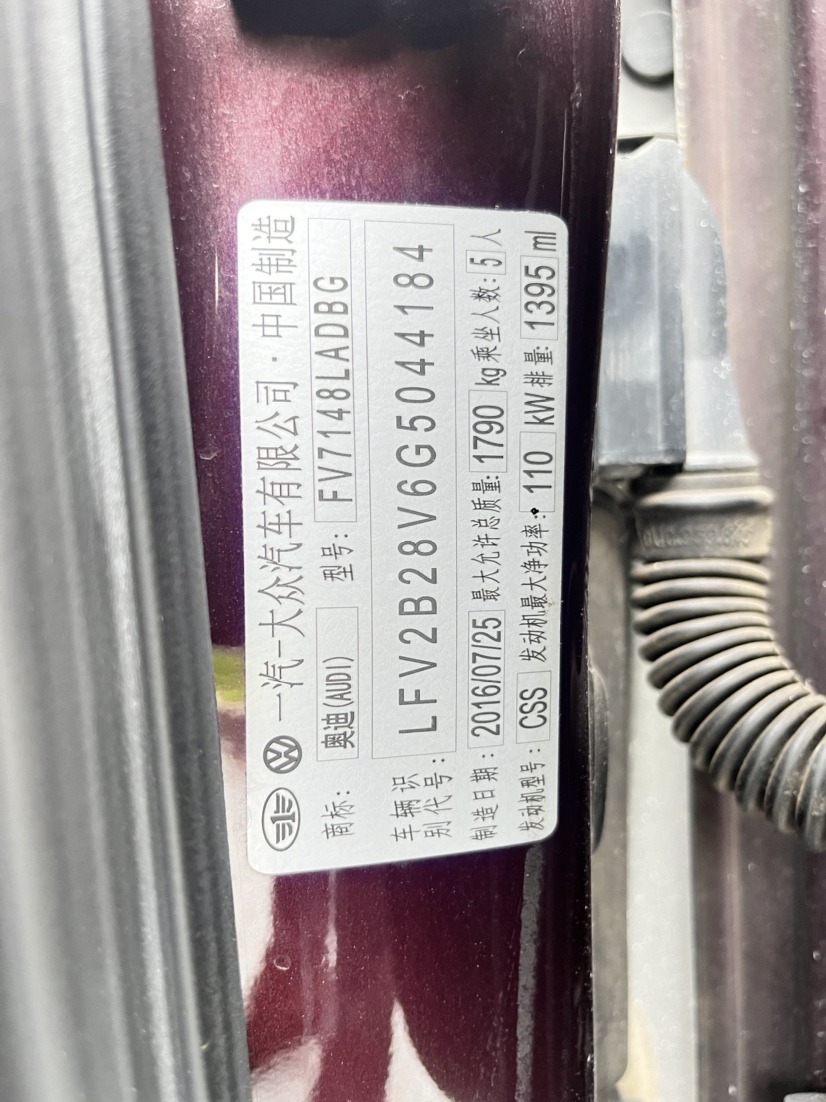 一汽-大众汽车有限公司·中国制造
商标: 奥迪(AUDI) 型号: FV7148LADBG
车辆识别代号: LFV2B28V6G5044184
制造日期: 2016/07/25 最大允许总质量: 1790 kg 乘坐人数: 5 人
发动机型号: CSS 发动机最大净功率: 110 kW 排量: 1395 ml